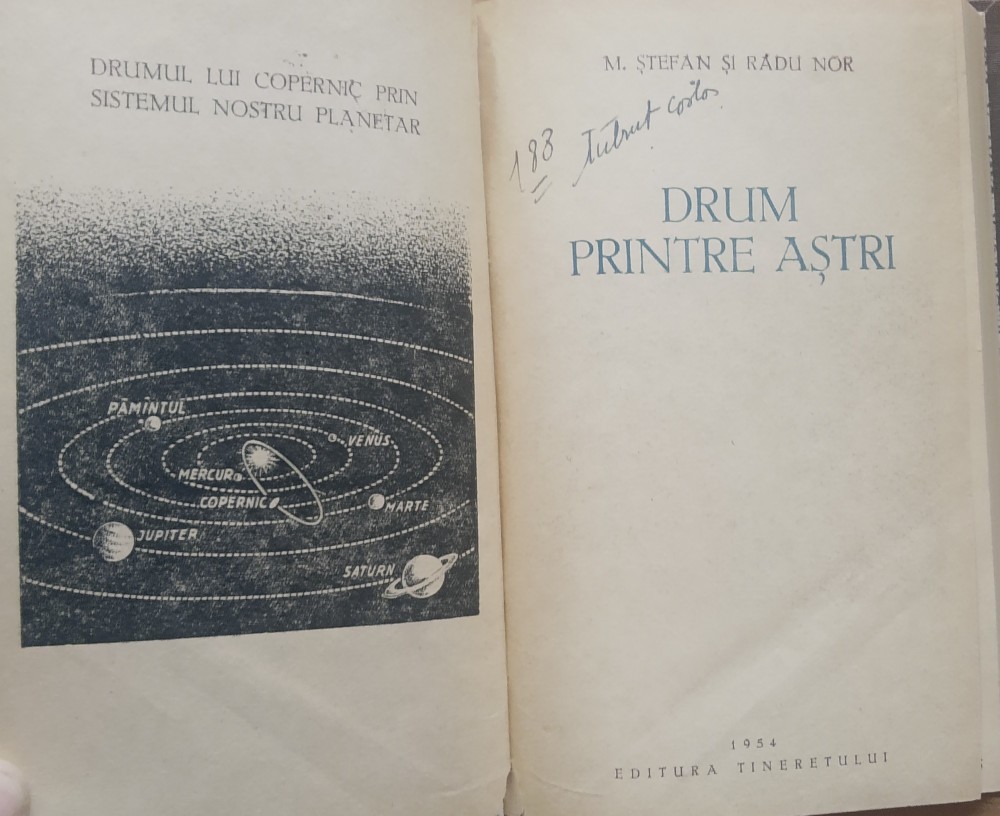 DRUMUL LUI COPERNIC PRIN
SISTEMUL NOSTRU PLANETAR
PĂMÎNTUL
VENUS
MERCUR
COPERNIC
MARTE
JUPITER
SATURN
M. ȘTEFAN ȘI RADU NOR
188
DRUM
PRINTRE AȘTRI
1954
EDITURA TINERETULUI